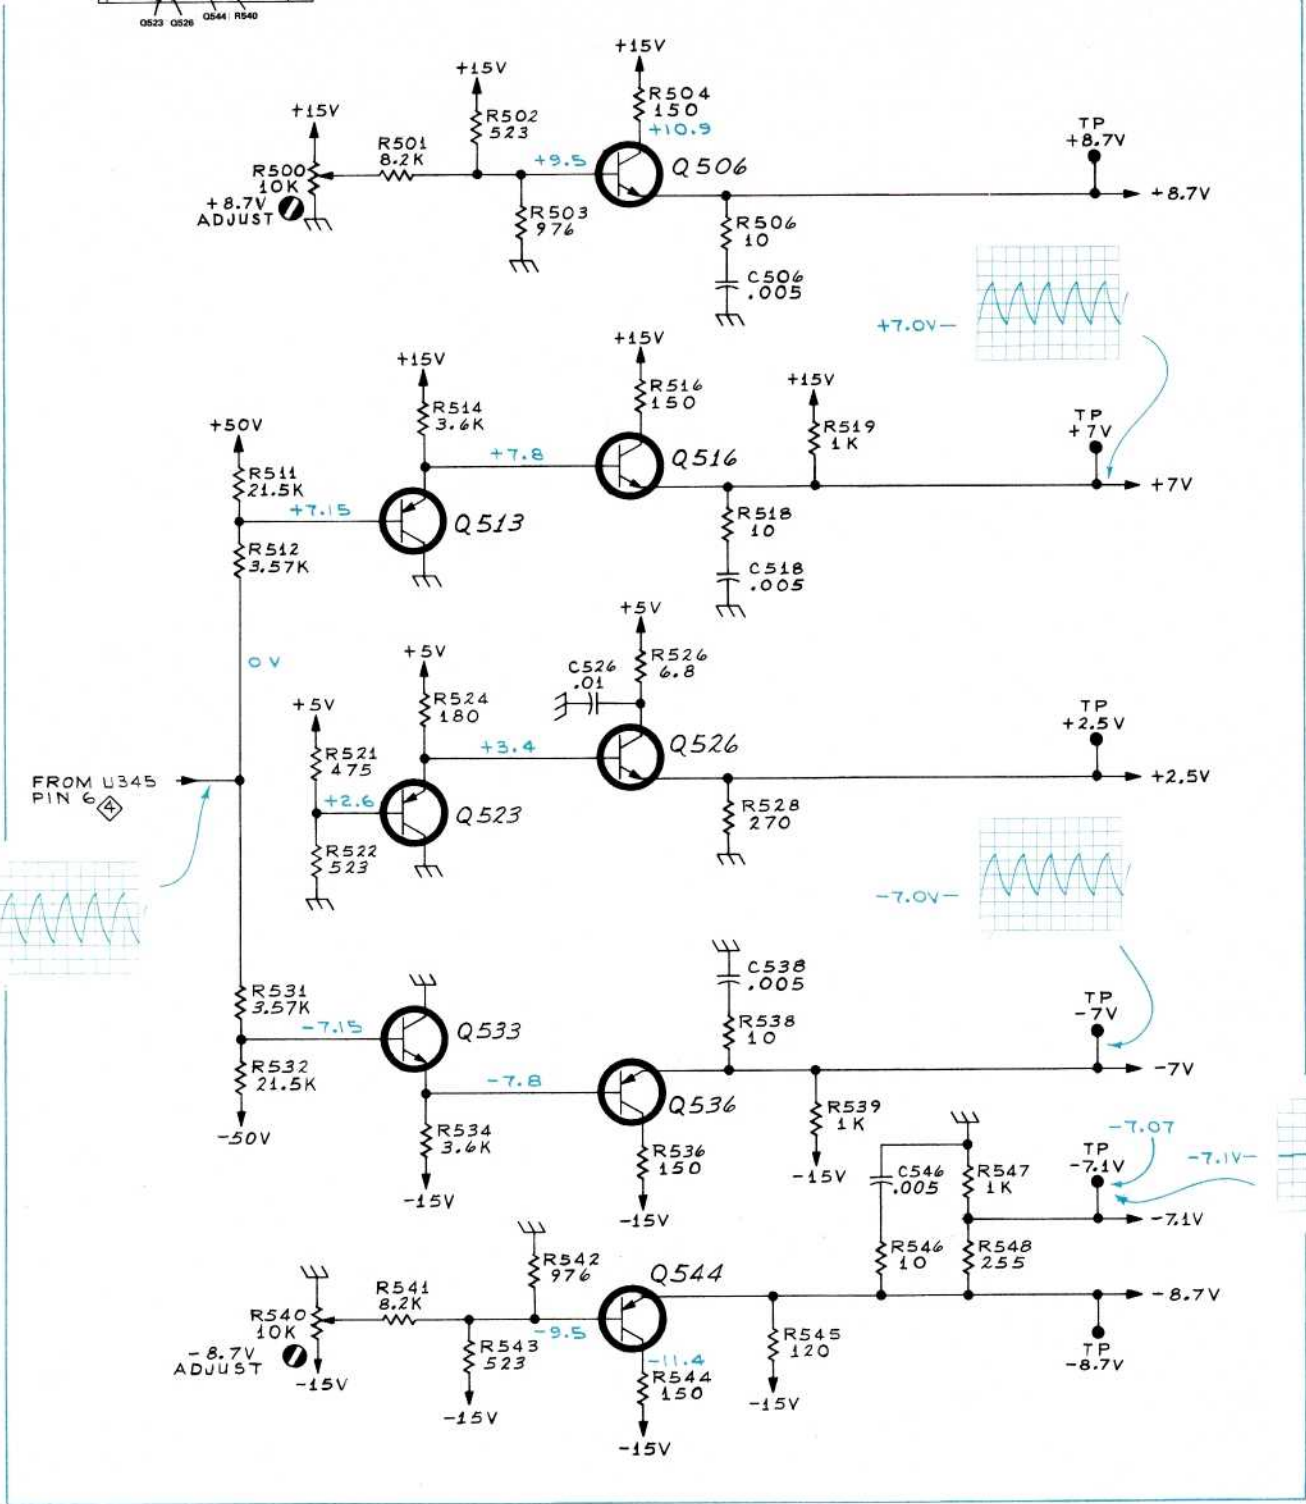 Q523 Q526 Q544 R540
+15V
+15V
+15V
R504
150
+10.9
R502
523
R501
8.2K
R500
10K
+8.7V
ADJUST
+9.5
Q506
R503
976
R506
10
C506
.005
TP
+8.7V
+8.7V
+7.0V
+15V
+15V
+15V
R514
3.6K
R516
150
R519
1K
+50V
R511
21.5K
+7.15
+7.8
Q516
Q513
R512
3.57K
R518
10
C518
.005
TP
+7V
+7V
0 V
+5V
+5V
+5V
R524
180
C526
.01
R526
6.8
R521
475
+3.4
Q526
+2.6
Q523
R522
523
R528
270
TP
+2.5V
+2.5V
FROM U345
PIN 6 4
-7.0V
R531
3.57K
-7.15
Q533
R532
21.5K
-50V
-7.8
Q536
R534
3.6K
-15V
C538
.005
R538
10
R536
150
-15V
R539
1K
-15V
TP
-7V
-7V
-7.07
-7.1V
TP
-7.1V
-7.1V
C546
.005
R547
1K
R546
10
R548
255
R542
976
Q544
R541
8.2K
R540
10K
-8.7V
ADJUST
-15V
-9.5
R543
523
-15V
-11.4
R544
150
-15V
R545
120
-15V
-8.7V
TP
-8.7V